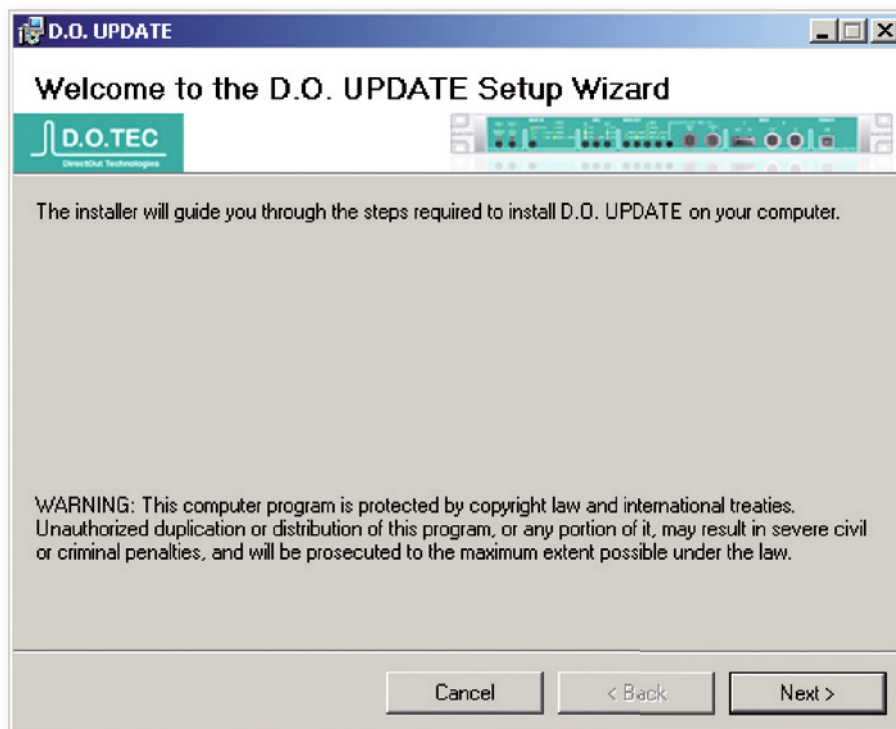 D.O. UPDATE
Welcome to the D.O. UPDATE Setup Wizard
D.O.TEC
DirectOut Technologies
The installer will guide you through the steps required to install D.O. UPDATE on your computer.
WARNING: This computer program is protected by copyright law and international treaties.
Unauthorized duplication or distribution of this program, or any portion of it, may result in severe civil
or criminal penalties, and will be prosecuted to the maximum extent possible under the law.
Cancel
< Back
Next >